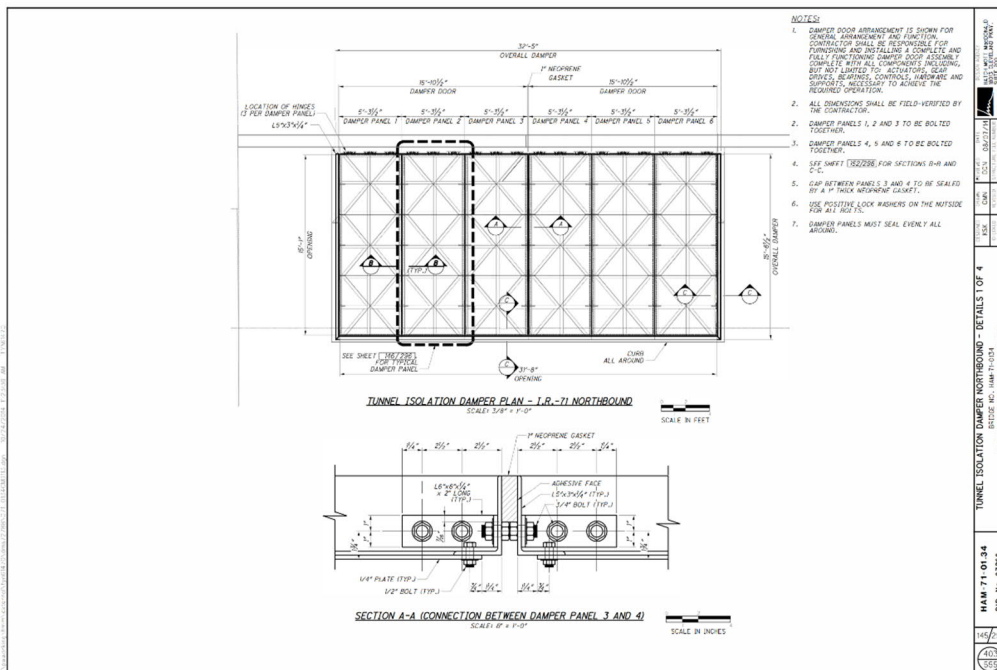 NOTES:
1. DAMPER DOOR ARRANGEMENT IS SHOWN FOR
GENERAL ARRANGEMENT AND FUNCTION.
CONTRACTOR SHALL BE RESPONSIBLE FOR
FURNISHING AND INSTALLING A COMPLETE AND
FULLY FUNCTIONING DAMPER DOOR ASSEMBLY
COMPLETE WITH ALL COMPONENTS INCLUDING,
BUT NOT LIMITED TO: ACTUATORS, GEAR
DRIVES, BEARINGS, CONTROLS, HARDWARE AND
SUPPORTS, NECESSARY TO ACHIEVE THE
REQUIRED OPERATION.
2. ALL DIMENSIONS SHALL BE FIELD-VERIFIED BY
THE CONTRACTOR.
2. DAMPER PANELS 1, 2 AND 3 TO BE BOLTED
TOGETHER.
3. DAMPER PANELS 4, 5 AND 6 TO BE BOLTED
TOGETHER.
4. SEE SHEET 152/296 FOR SECTIONS B-B AND
C-C.
5. GAP BETWEEN PANELS 3 AND 4 TO BE SEALED
BY A 1" THICK NEOPRENE GASKET.
6. USE POSITIVE LOCK WASHERS ON THE OUTSIDE
FOR ALL BOLTS.
7. DAMPER PANELS MUST SEAL EVENLY ALL
AROUND.
32'-5"
OVERALL DAMPER
1" NEOPRENE
GASKET
15'-10½"
DAMPER DOOR
15'-10½"
DAMPER DOOR
LOCATION OF HINGES
(3 PER DAMPER PANEL)
L5"x3"x¼"
5'-3½" 5'-3½" 5'-3½" 5'-3½" 5'-3½" 5'-3½"
DAMPER PANEL 1 DAMPER PANEL 2 DAMPER PANEL 3 DAMPER PANEL 4 DAMPER PANEL 5 DAMPER PANEL 6
15'-1"
OPENING
15'-6½"
OVERALL DAMPER
A A
B B
(TYP.)
C C C
C
SEE SHEET 146/296
FOR TYPICAL
DAMPER PANEL
31'-8"
OPENING
CURB
ALL AROUND
TUNNEL ISOLATION DAMPER PLAN - I.R.-71 NORTHBOUND
SCALE: 3/8" = 1'-0"
SCALE IN FEET
1" NEOPRENE GASKET
1¼" 2½" 2½" 2½" 2½" 1¼"
L6"x6"x¼"
x 2" LONG
(TYP.)
ADHESIVE FACE
L5"x3"x¼" (TYP.)
3/4" BOLT (TYP.)
1/4" PLATE (TYP.)
1/2" BOLT (TYP.)
SECTION A-A (CONNECTION BETWEEN DAMPER PANEL 3 AND 4)
SCALE: 6" = 1'-0"
SCALE IN INCHES
TUNNEL ISOLATION DAMPER NORTHBOUND - DETAILS 1 OF 4
BRIDGE NO. HAM-71-0134
HAM-71-01.34